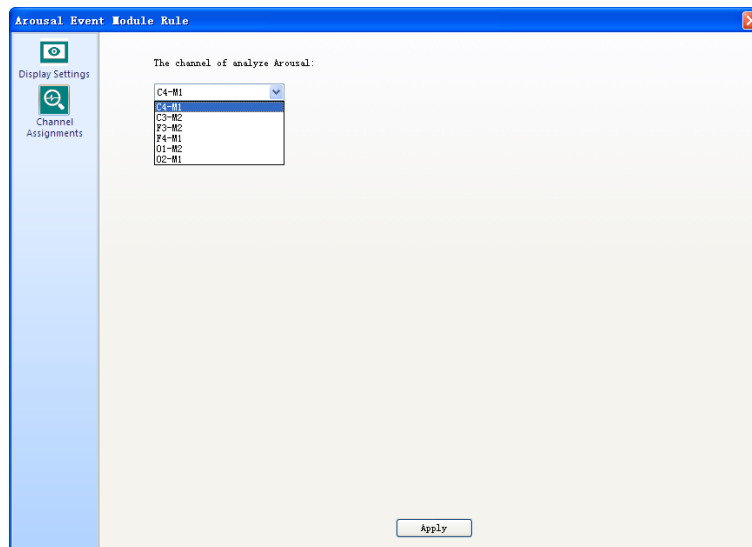 Arousal Event Module Rule
Display Settings
Channel
Assignments
The channel of analyze Arousal:
C4-M1
C4-M1
C3-M2
F3-M2
F4-M1
O1-M2
O2-M1
Apply